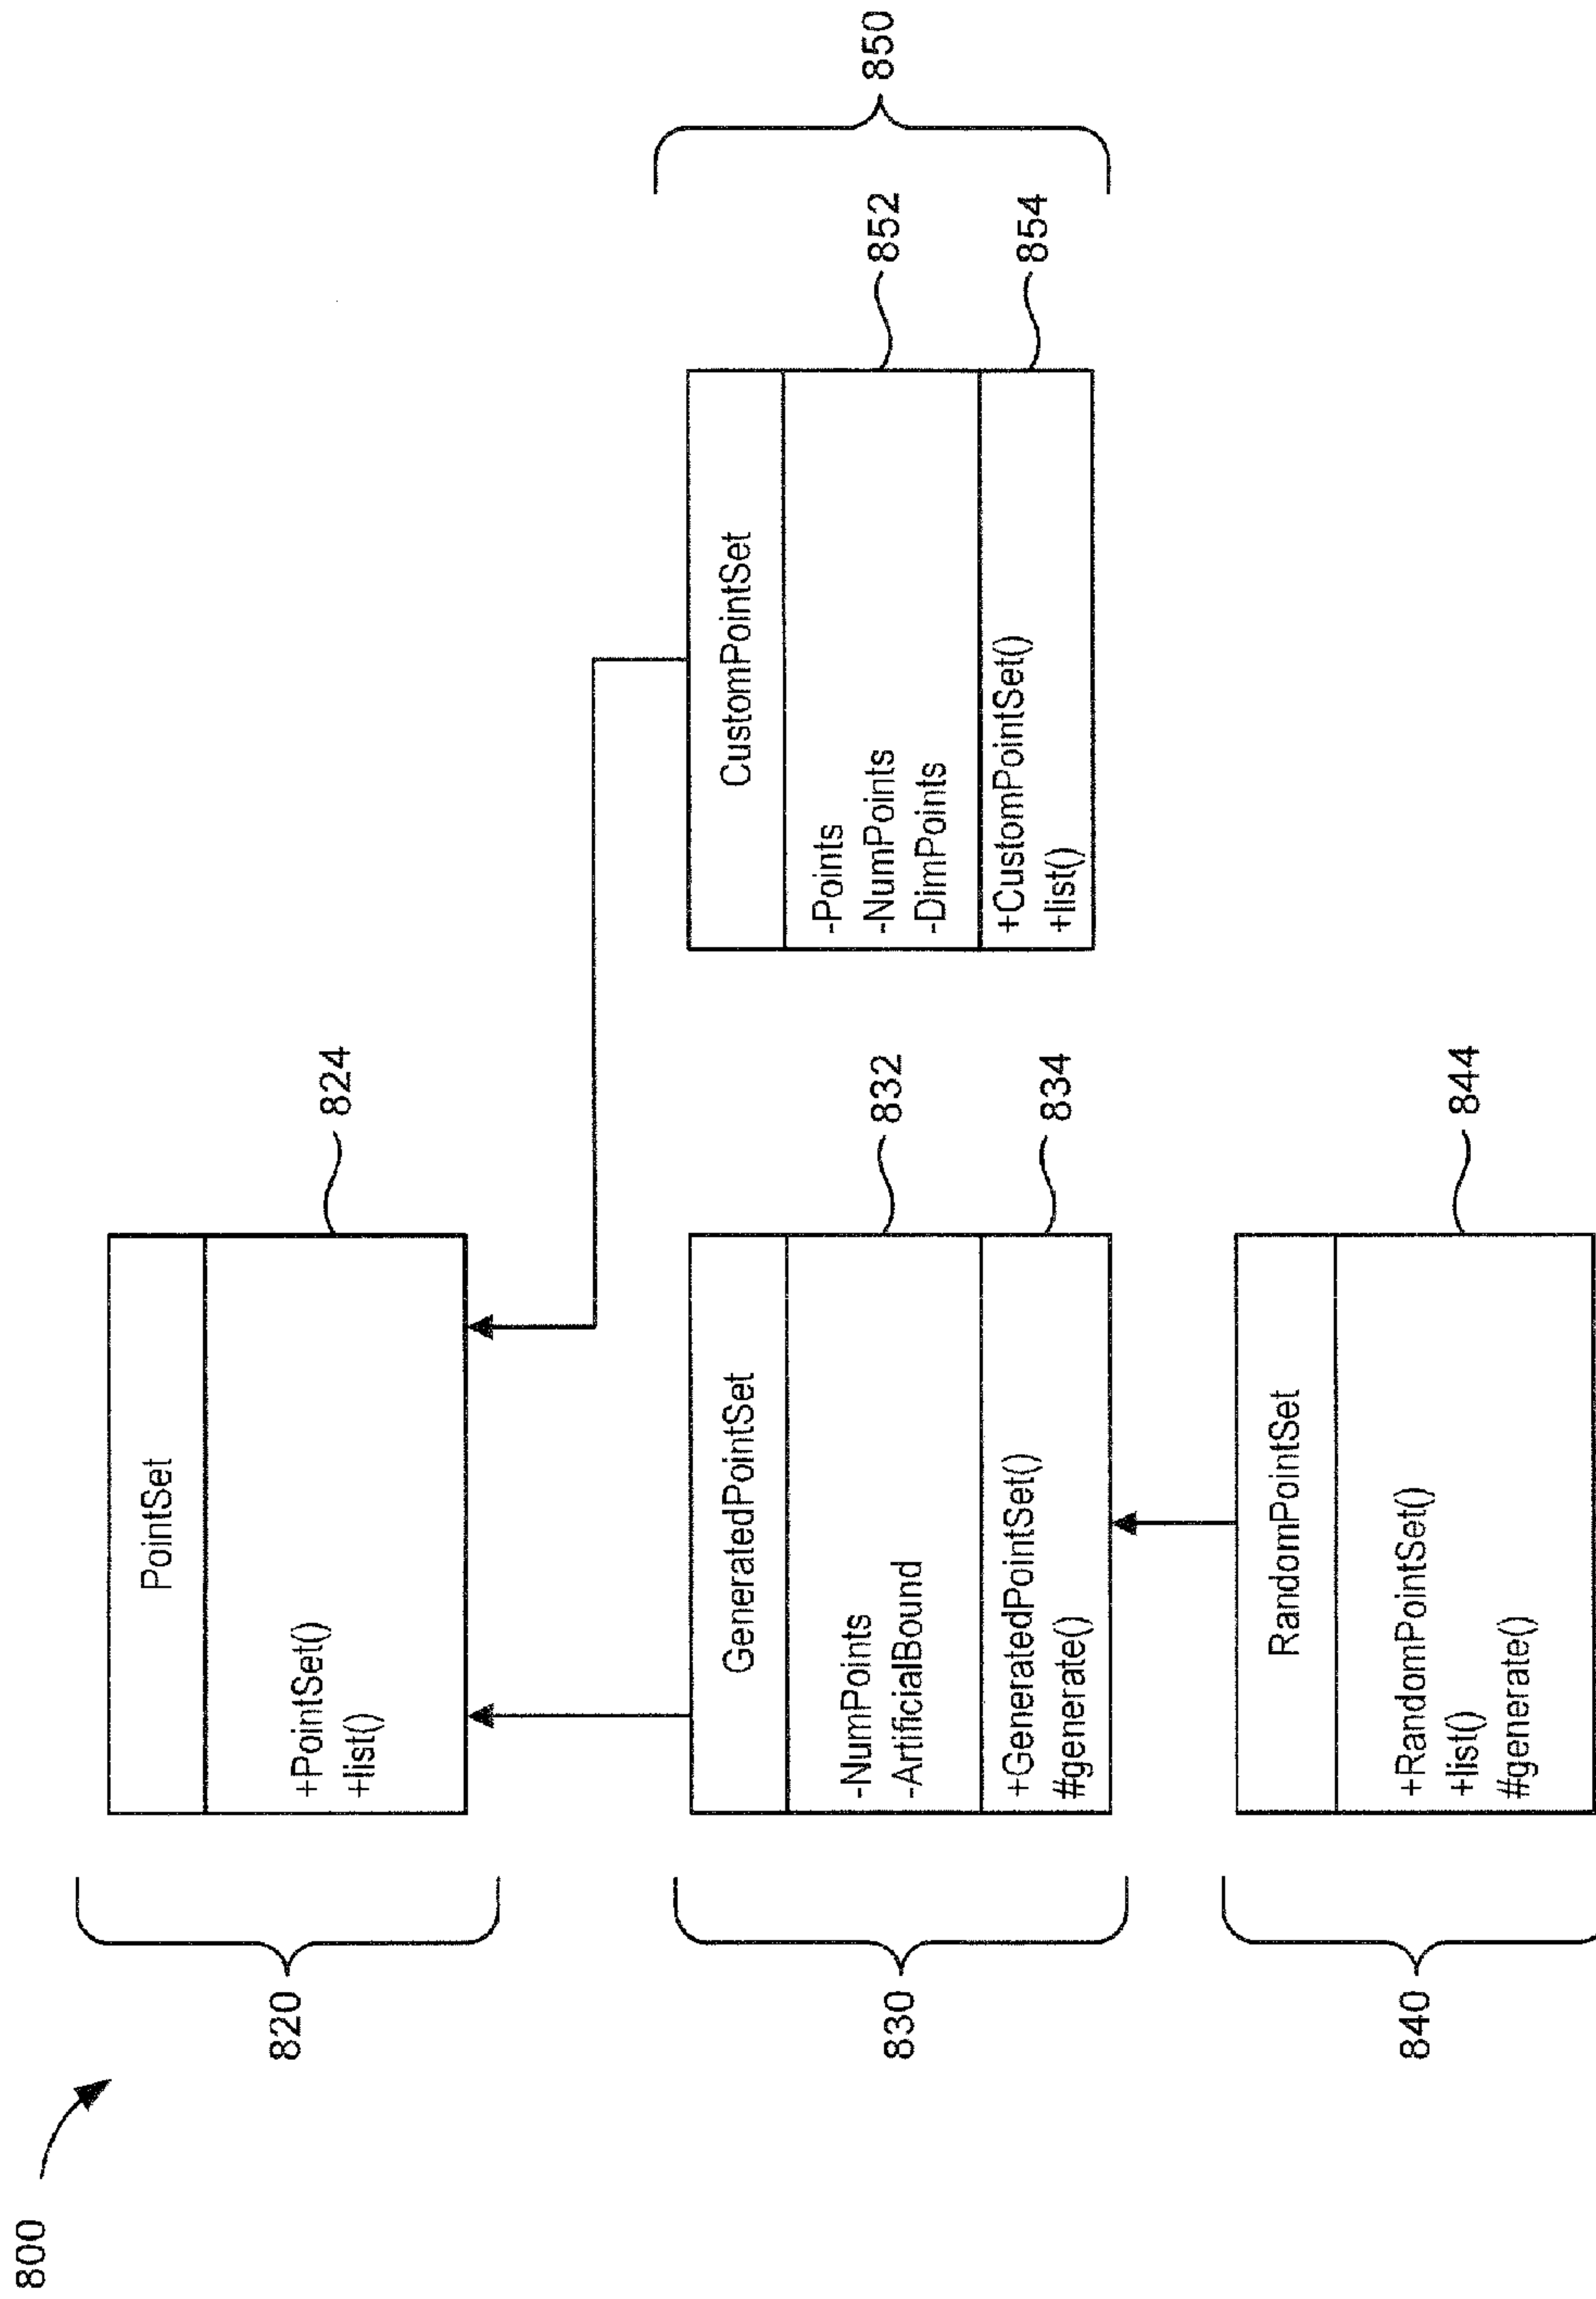 800
820
PointSet
+PointSet()
+list()
824
830
GeneratedPointSet
-NumPoints
-ArtificialBound
832
+GeneratedPointSet()
#generate()
834
CustomPointSet
-Points
-NumPoints
-DimPoints
852
+CustomPointSet()
+list()
854
850
840
RandomPointSet
+RandomPointSet()
+list()
#generate()
844